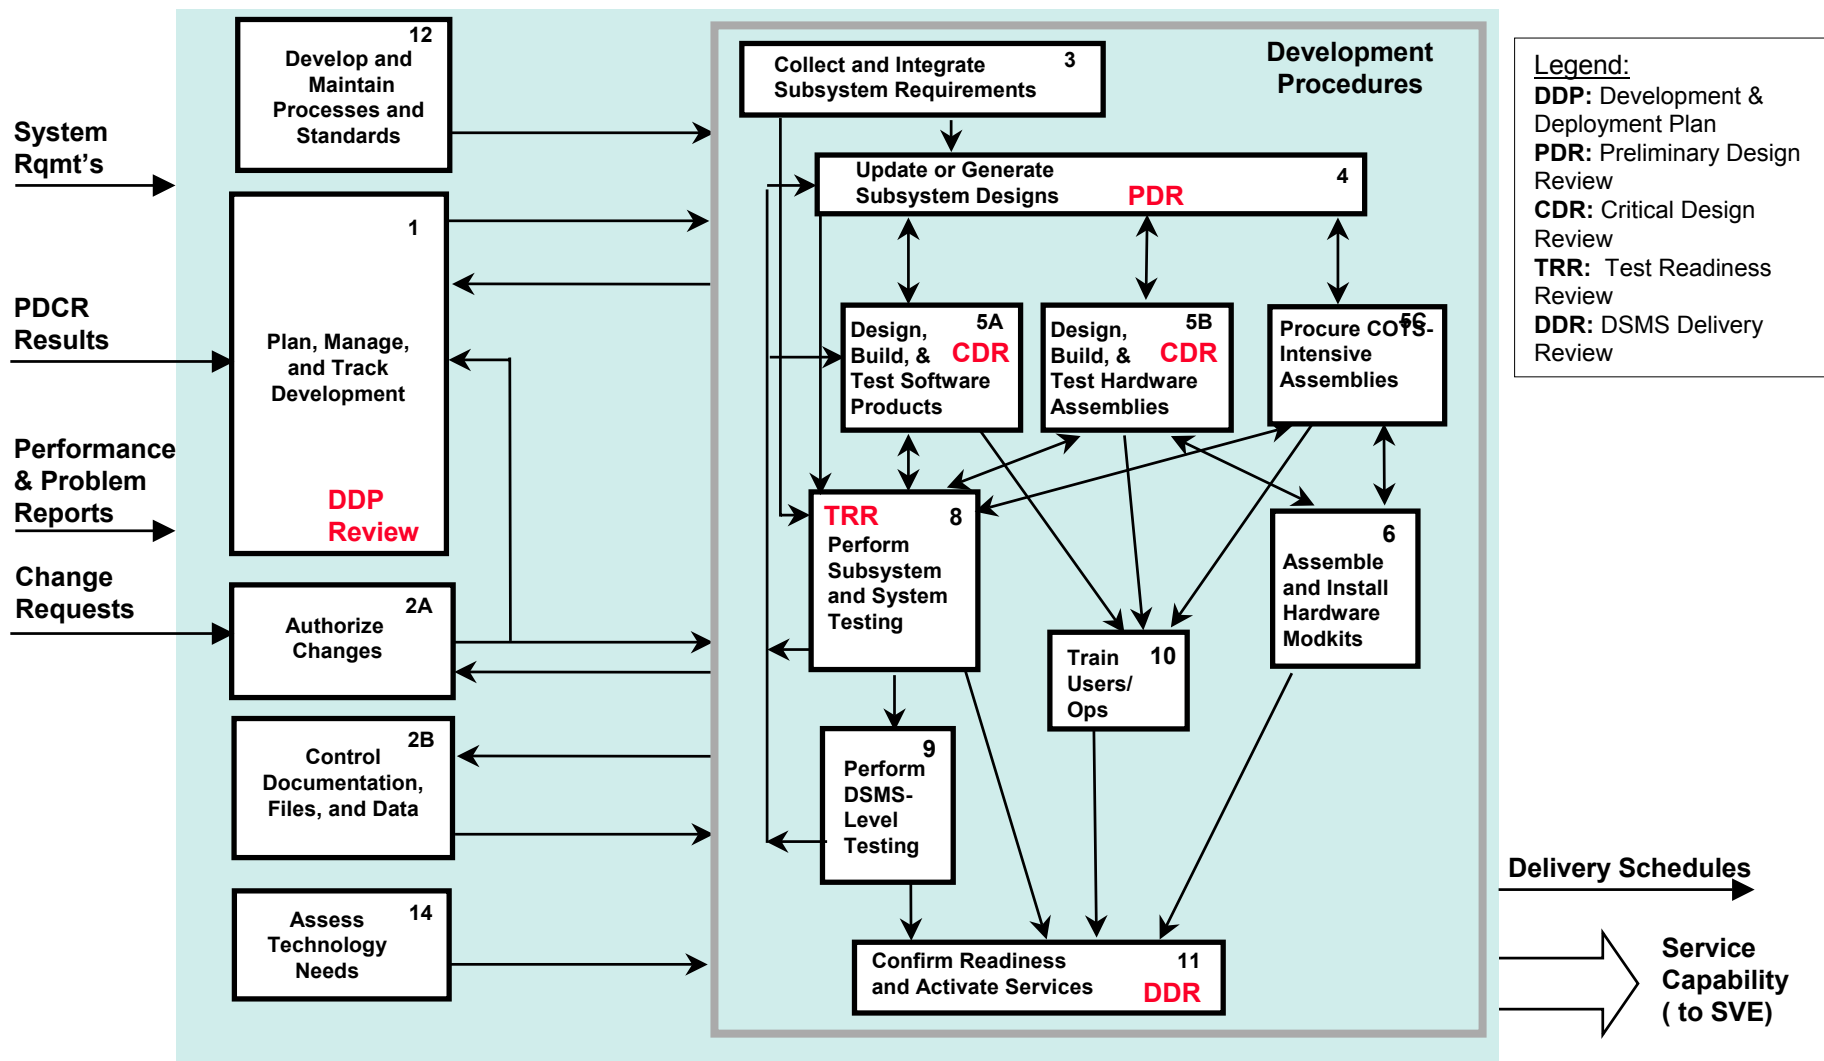 System
Rqmt's
PDCR
Results
Performance
& Problem
Reports
Change
Requests
12
Develop and
Maintain
Processes and
Standards
1
Plan, Manage,
and Track
Development
DDP
Review
2A
Authorize
Changes
2B
Control
Documentation,
Files, and Data
14
Assess
Technology
Needs
Development
Procedures
3
Collect and Integrate
Subsystem Requirements
Update or Generate
Subsystem Designs
4
PDR
5A
Design,
Build, &
CDR
Test Software
Products
5B
Design,
Build, &
CDR
Test Hardware
Assemblies
5C
Procure COTS-
Intensive
Assemblies
TRR
8
Perform
Subsystem
and System
Testing
6
Assemble
and Install
Hardware
Modkits
10
Train
Users/
Ops
9
Perform
DSMS-
Level
Testing
Confirm Readiness
and Activate Services
11
DDR
Legend:
DDP: Development &
Deployment Plan
PDR: Preliminary Design
Review
CDR: Critical Design
Review
TRR: Test Readiness
Review
DDR: DSMS Delivery
Review
Delivery Schedules
Service
Capability
( to SVE)